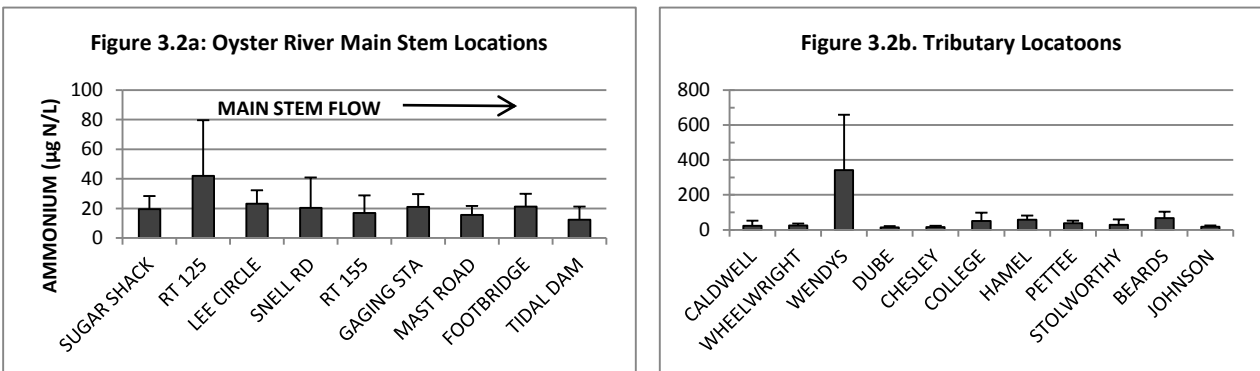 Figure 3.2a: Oyster River Main Stem Locations
AMMONIUM (µg N/L)
100
80
60
40
20
0
MAIN STEM FLOW
SUGAR SHACK
RT 125
LEE CIRCLE
SNELL RD
RT 155
GAGING STA
MAST ROAD
FOOTBRIDGE
TIDAL DAM
Figure 3.2b. Tributary Locatoons
800
600
400
200
0
CALDWELL
WHEELWRIGHT
WENDYS
DUBE
CHESLEY
COLLEGE
HAMEL
PETTEE
STOLWORTHY
BEARDS
JOHNSON